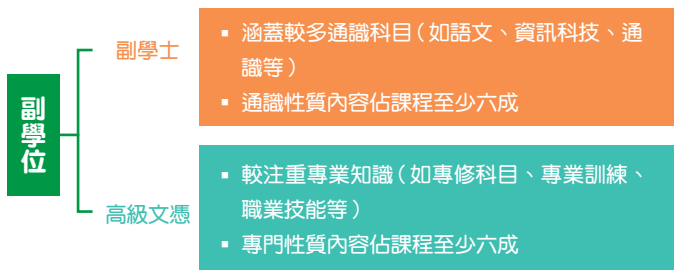 副學位
副學士
▪ 涵蓋較多通識科目（如語文、資訊科技、通
識等）
▪ 通識性質內容佔課程至少六成
高級文憑
▪ 較注重專業知識（如專修科目、專業訓練、
職業技能等）
▪ 專門性質內容佔課程至少六成